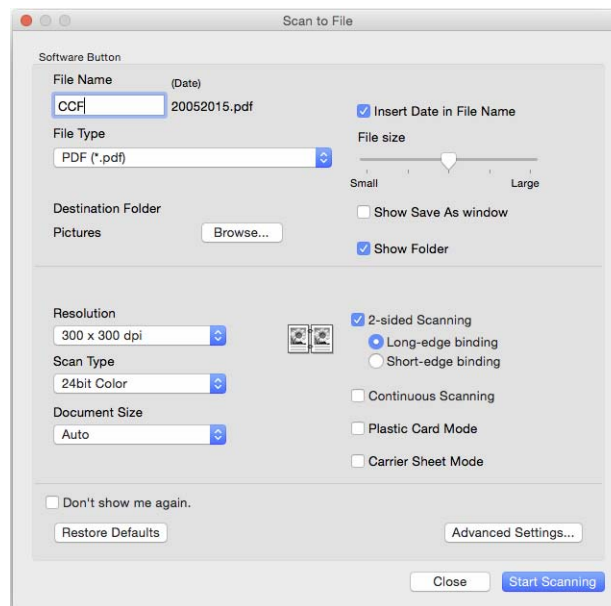 Scan to File
Software Button
File Name
(Date)
CCF
20052015.pdf
Insert Date in File Name
File Type
File size
PDF (*.pdf)
Small
Large
Destination Folder
Show Save As window
Pictures
Browse...
Show Folder
Resolution
2-sided Scanning
300 x 300 dpi
Long-edge binding
Scan Type
Short-edge binding
24bit Color
Continuous Scanning
Document Size
Auto
Plastic Card Mode
Carrier Sheet Mode
Don't show me again.
Restore Defaults
Advanced Settings...
Close
Start Scanning